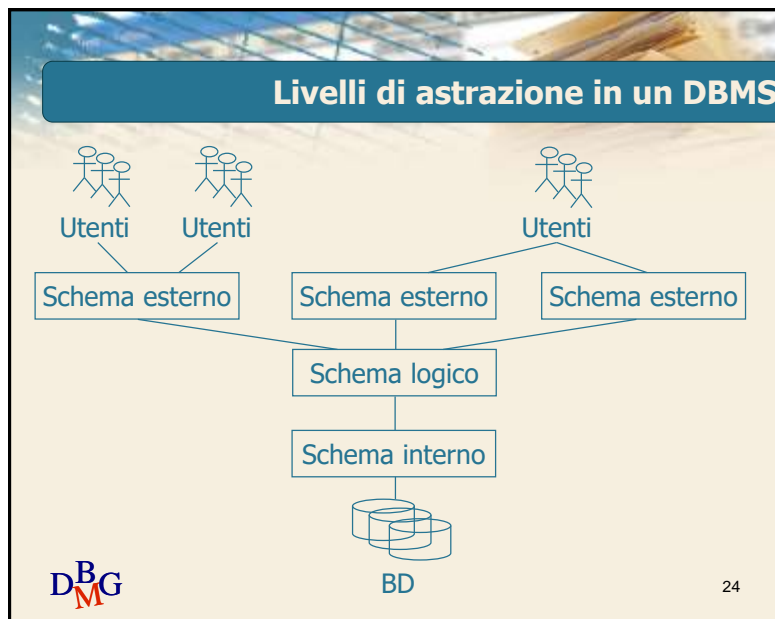 Livelli di astrazione in un DBMS
Utenti
Utenti
Utenti
Schema esterno
Schema esterno
Schema esterno
Schema logico
Schema interno
BD
DBMG
24